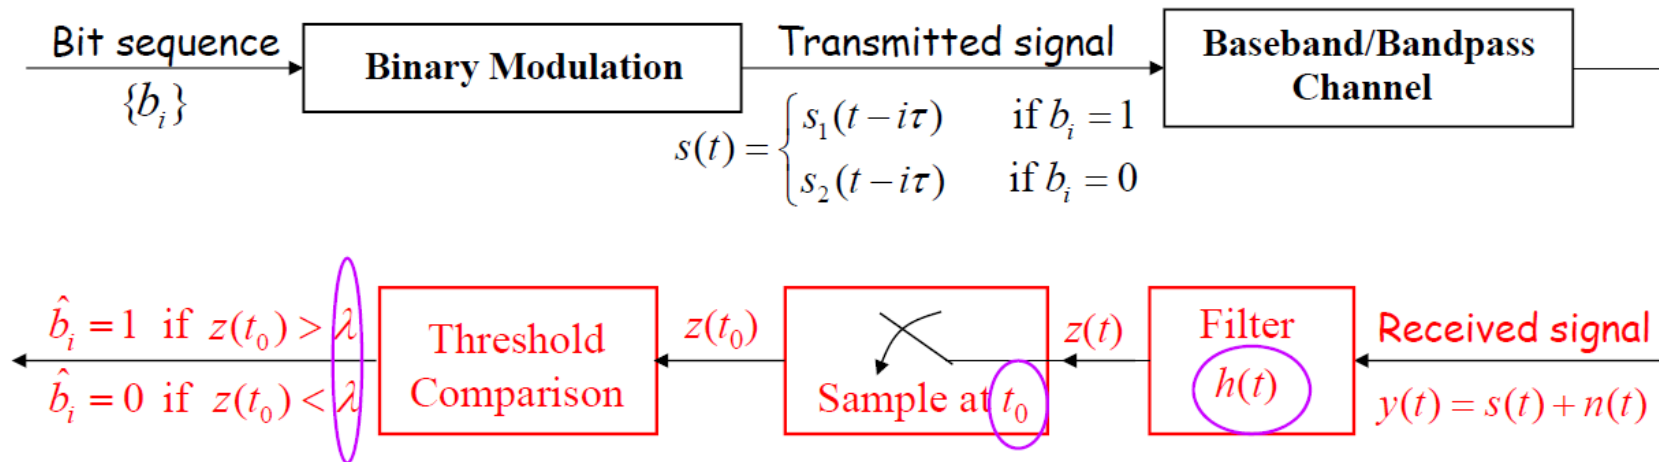 Bit sequence
{b_i}
Binary Modulation
Transmitted signal
s(t) = { s_1(t − iτ) if b_i = 1
s_2(t − iτ) if b_i = 0
Baseband/Bandpass
Channel
Received signal
y(t) = s(t) + n(t)
Filter
h(t)
z(t)
Sample at t_0
z(t_0)
Threshold
Comparison
b̂_i = 1 if z(t_0) > λ
b̂_i = 0 if z(t_0) < λ